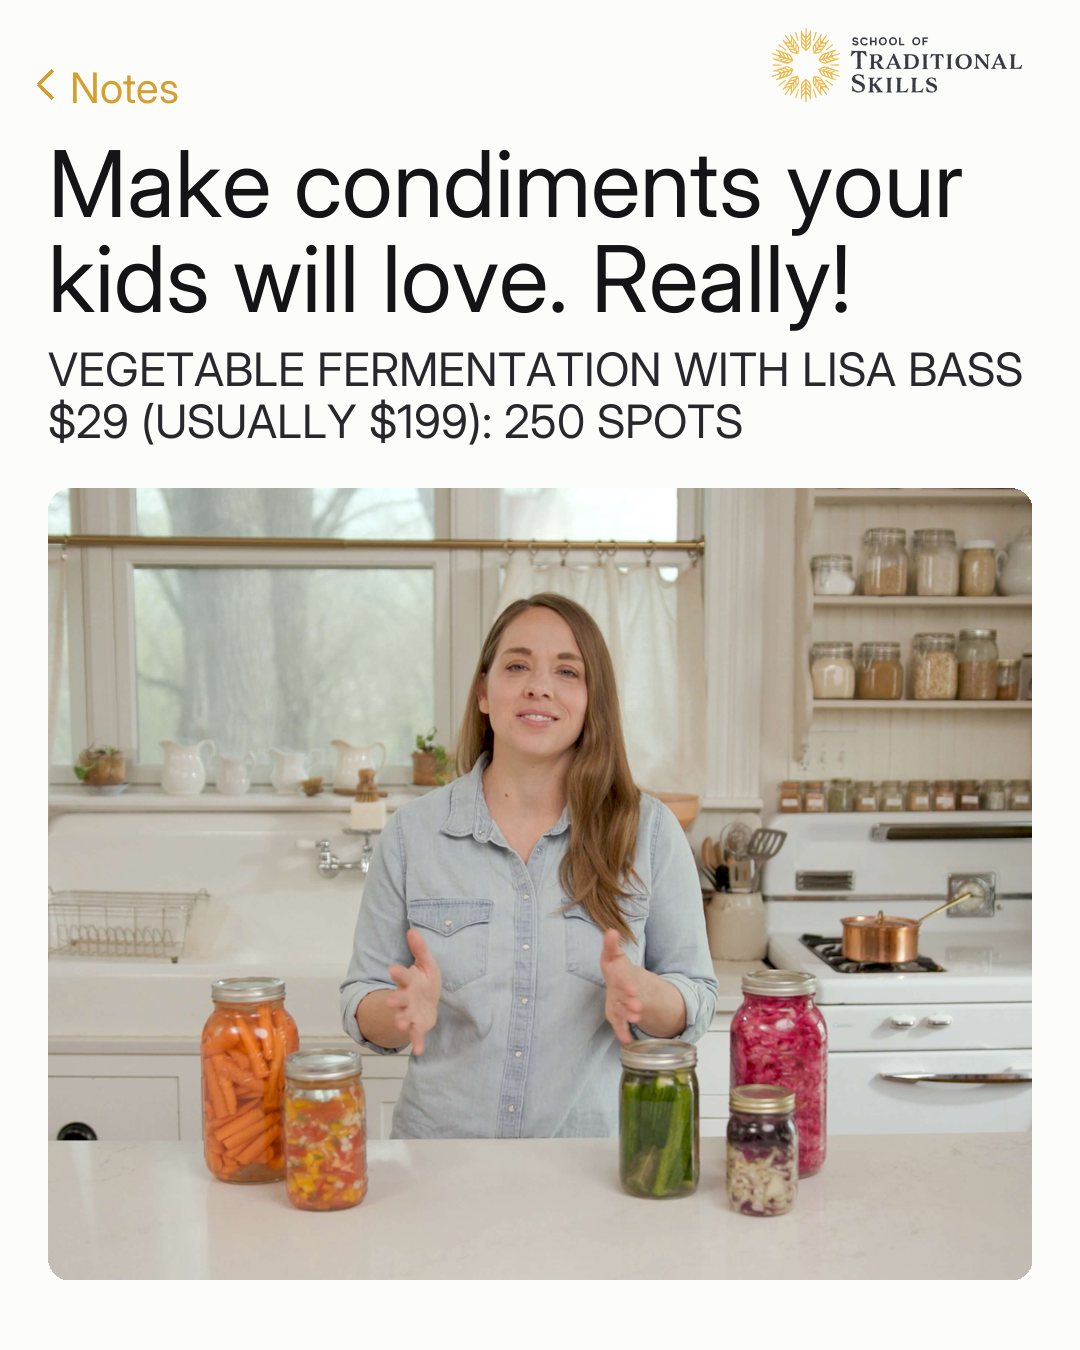 SCHOOL OF
TRADITIONAL
SKILLS
Notes
Make condiments your
kids will love. Really!
VEGETABLE FERMENTATION WITH LISA BASS
$29 (USUALLY $199): 250 SPOTS